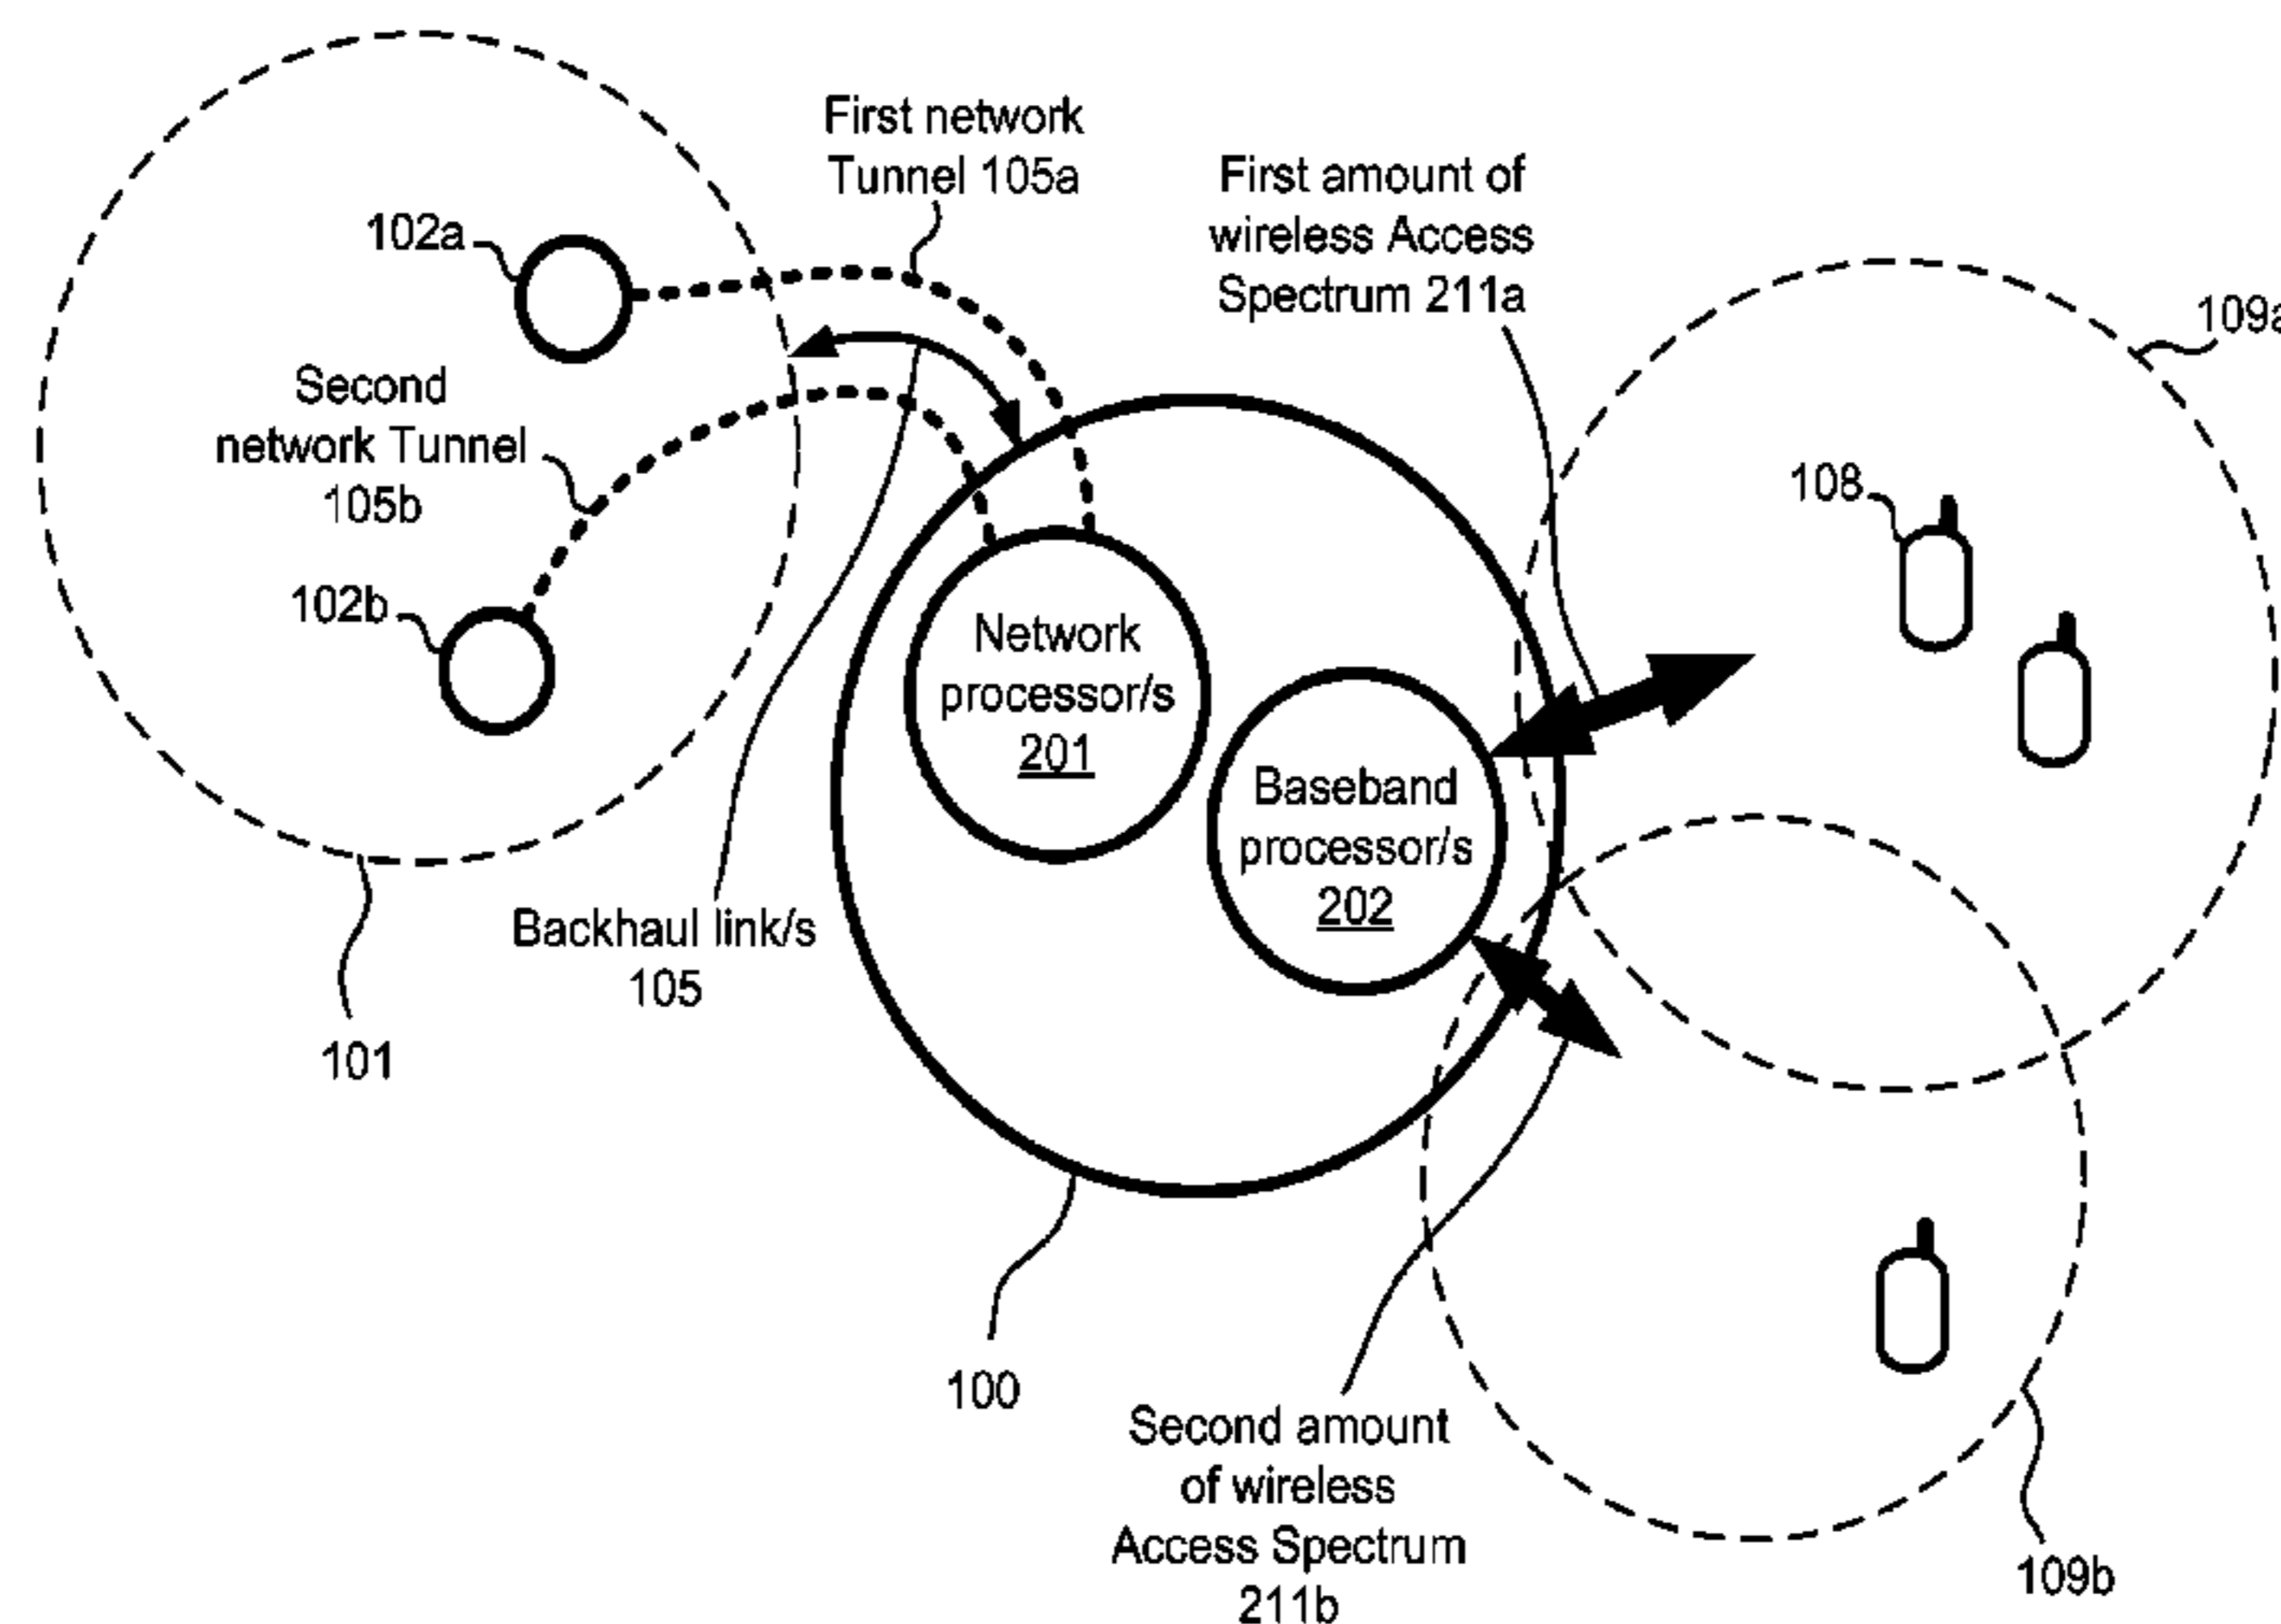 First network
Tunnel 105a
First amount of
wireless Access
Spectrum 211a
102a
109a
Second
network Tunnel
105b
108
102b
Network
processor/s
201
Baseband
processor/s
202
Backhaul link/s
105
101
100
Second amount
of wireless
Access Spectrum
211b
109b